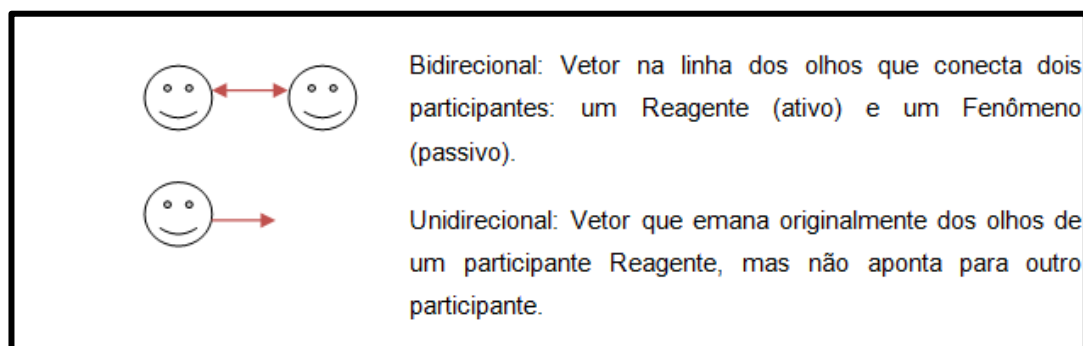 Bidirecional: Vetor na linha dos olhos que conecta dois
participantes: um Reagente (ativo) e um Fenômeno
(passivo).
Unidirecional: Vetor que emana originalmente dos olhos de
um participante Reagente, mas não aponta para outro
participante.